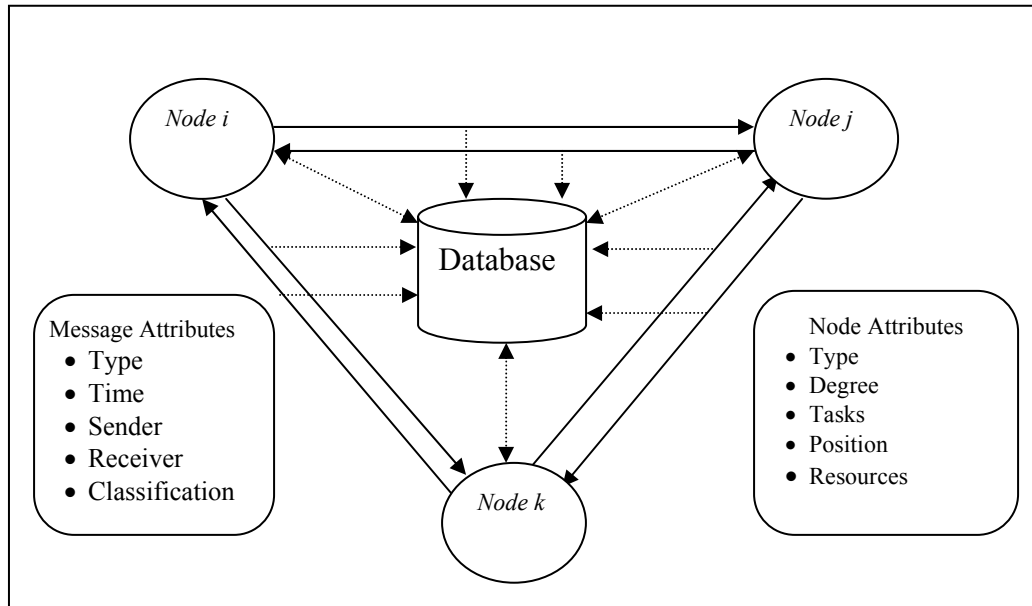 Node i
Node j
Database
Message Attributes
• Type
• Time
• Sender
• Receiver
• Classification
Node Attributes
• Type
• Degree
• Tasks
• Position
• Resources
Node k